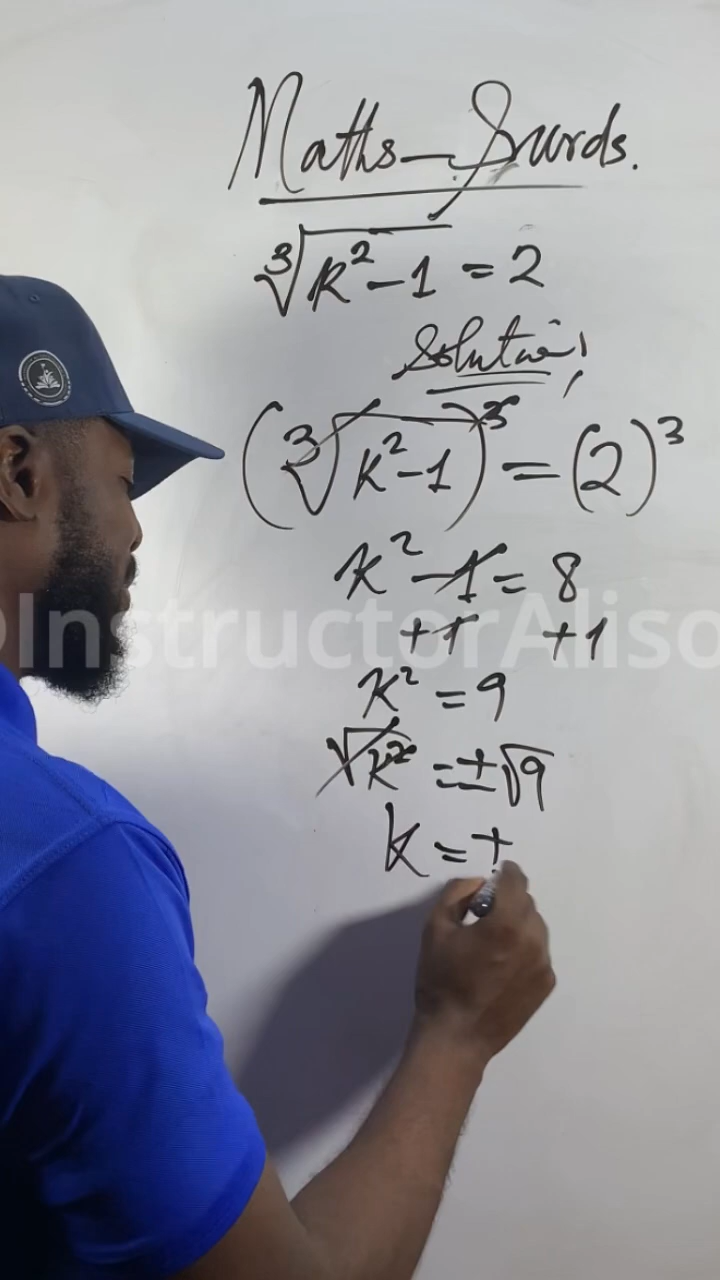 Maths – Surds.
∛(k² – 1) = 2
Solution;
(∛(k² – 1))³ = (2)³
k² – 1 = 8
+1 +1
k² = 9
√k² = ±√9
k = ±
@InstructorAliso